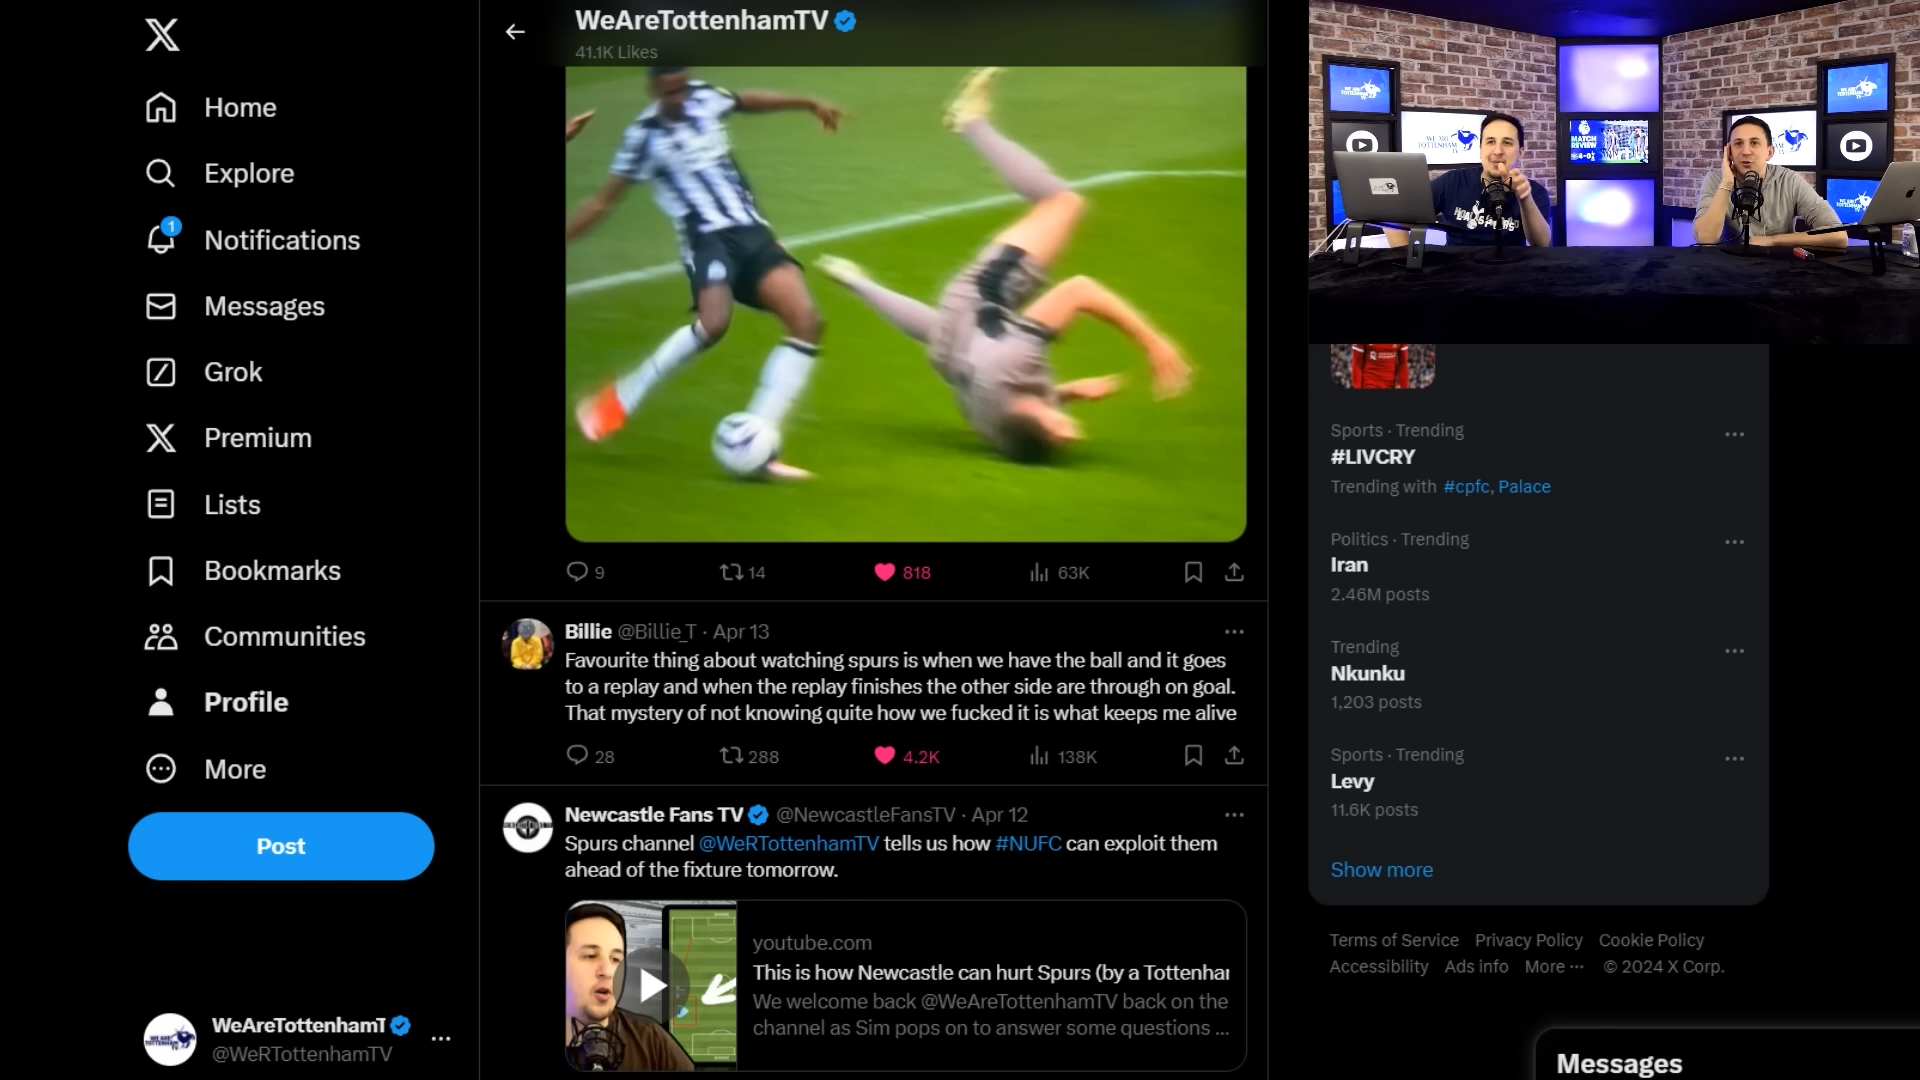 WeAreTottenhamTV
41.1K Likes
Home
Explore
1
Notifications
Messages
Grok
Premium
Lists
Bookmarks
Communities
Profile
More
Post
WeAreTottenhamT
@WeRTottenhamTV
9
14
818
63K
Billie @Billie_T · Apr 13
Favourite thing about watching spurs is when we have the ball and it goes
to a replay and when the replay finishes the other side are through on goal.
That mystery of not knowing quite how we fucked it is what keeps me alive
28
288
4.2K
138K
Newcastle Fans TV @NewcastleFansTV · Apr 12
Spurs channel @WeRTottenhamTV tells us how #NUFC can exploit them
ahead of the fixture tomorrow.
youtube.com
This is how Newcastle can hurt Spurs (by a Tottenha
We welcome back @WeAreTottenhamTV back on the
channel as Sim pops on to answer some questions ...
MATCH
REVIEW
4-0
Sports · Trending
#LIVCRY
Trending with #cpfc, Palace
Politics · Trending
Iran
2.46M posts
Trending
Nkunku
1,203 posts
Sports · Trending
Levy
11.6K posts
Show more
Terms of Service Privacy Policy Cookie Policy
Accessibility Ads info More ··· © 2024 X Corp.
Messages